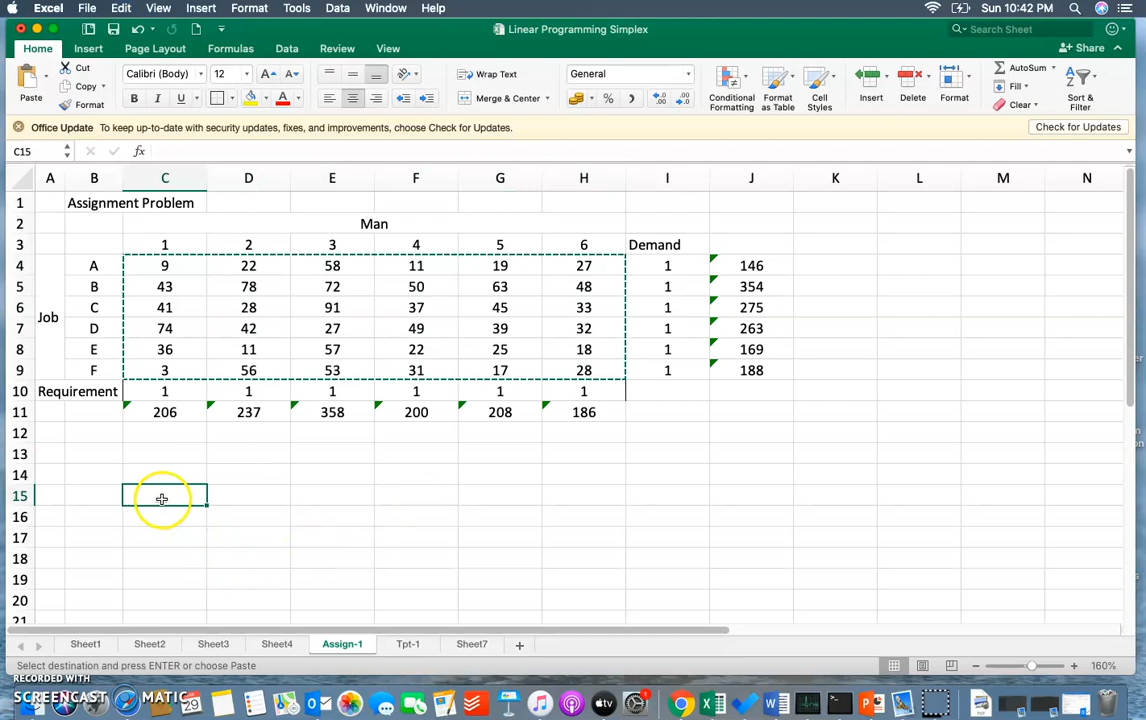 Excel File Edit View Insert Format Tools Data Window Help Sun 10:42 PM
Linear Programming Simplex Search Sheet
Home Insert Page Layout Formulas Data Review View Share
Paste Cut Copy Format Calibri (Body) 12 Wrap Text Merge & Center General Conditional Formatting Format as Table Cell Styles Insert Delete Format AutoSum Fill Clear Sort & Filter
Office Update To keep up-to-date with security updates, fixes, and improvements, choose Check for Updates. Check for Updates
C15 fx
A B C D E F G H I J K L M N
1 Assignment Problem
2 Man
3 1 2 3 4 5 6 Demand
4 A 9 22 58 11 19 27 1 146
5 B 43 78 72 50 63 48 1 354
6 C 41 28 91 37 45 33 1 275
Job
7 D 74 42 27 49 39 32 1 263
8 E 36 11 57 22 25 18 1 169
9 F 3 56 53 31 17 28 1 188
10 Requirement 1 1 1 1 1 1
11 206 237 358 200 208 186
12
13
14
15
16
17
18
19
20
21
Sheet1 Sheet2 Sheet3 Sheet4 Assign-1 Tpt-1 Sheet7
Select destination and press ENTER or choose Paste 160%
RECORDED WITH
SCREENCAST MATIC